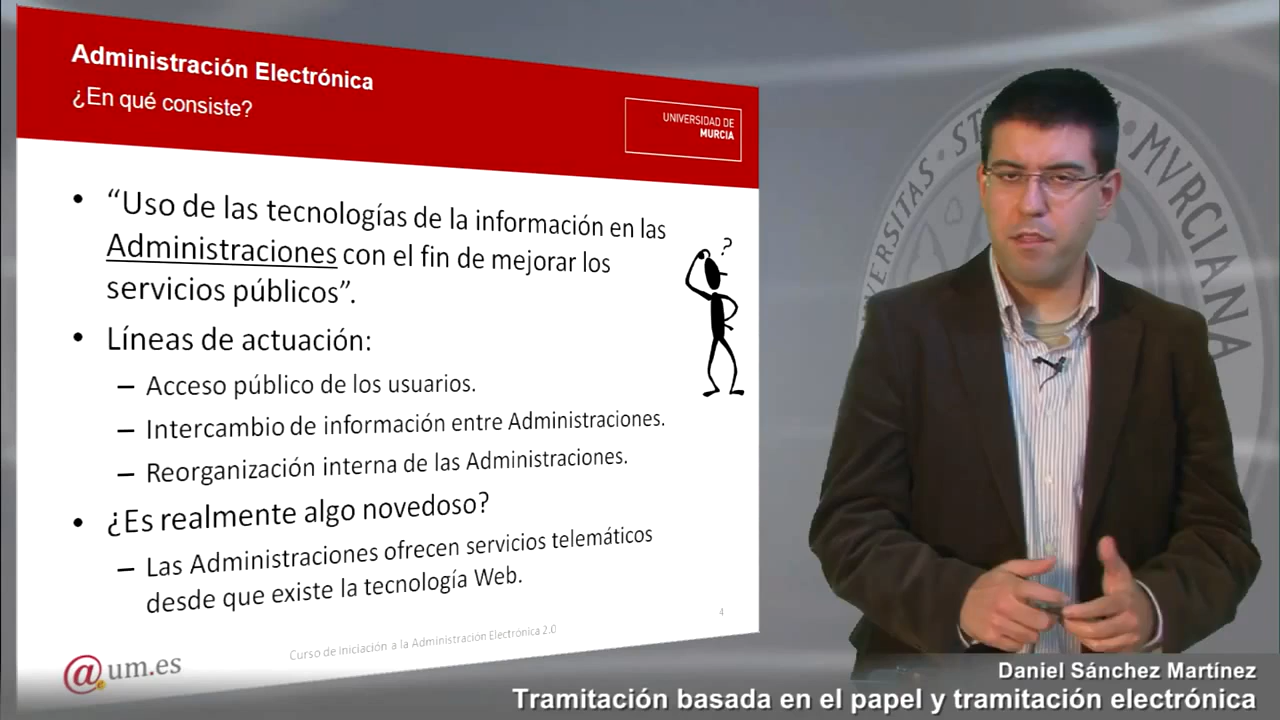 Administración Electrónica
¿En qué consiste?
UNIVERSIDAD DE
MURCIA
• “Uso de las tecnologías de la información en las
Administraciones con el fin de mejorar los
servicios públicos”.
?
• Líneas de actuación:
– Acceso público de los usuarios.
– Intercambio de información entre Administraciones.
– Reorganización interna de las Administraciones.
• ¿Es realmente algo novedoso?
– Las Administraciones ofrecen servicios telemáticos
desde que existe la tecnología Web.
4
Curso de Iniciación a la Administración Electrónica 2.0
@um.es
MVRCIANA
Daniel Sánchez Martínez
Tramitación basada en el papel y tramitación electrónica